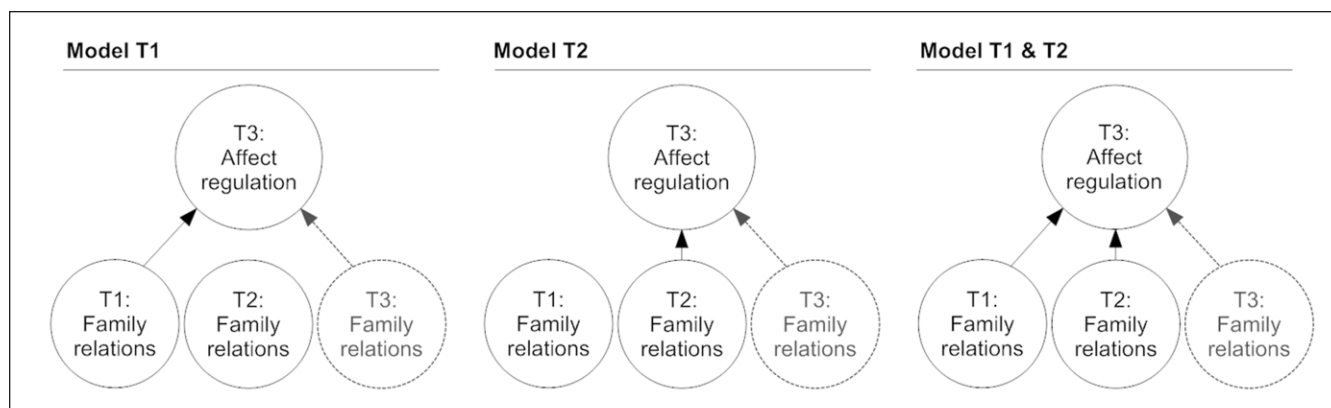 Model T1
T3:
Affect
regulation
T1:
Family
relations
T2:
Family
relations
T3:
Family
relations
Model T2
T3:
Affect
regulation
T1:
Family
relations
T2:
Family
relations
T3:
Family
relations
Model T1 & T2
T3:
Affect
regulation
T1:
Family
relations
T2:
Family
relations
T3:
Family
relations